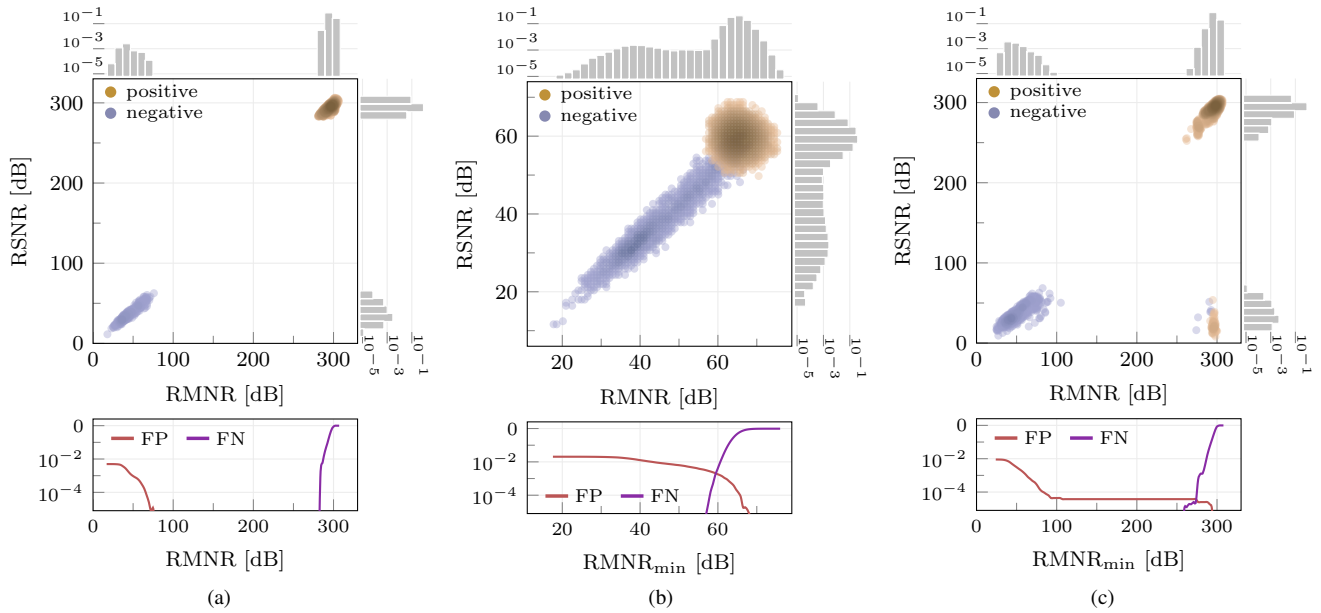 10−1
10−3
10−5
positive
negative
300
200
100
0
RSNR [dB]
0 100 200 300
RMNR [dB]
10−5
10−3
10−1
FP FN
0
10−2
10−4
0 100 200 300
RMNR [dB]
(a)
10−1
10−3
10−5
positive
negative
60
40
20
RSNR [dB]
20 40 60
RMNR [dB]
10−5
10−3
10−1
0
10−2
10−4
FP FN
20 40 60
RMNRmin [dB]
(b)
10−1
10−3
10−5
positive
negative
300
200
100
0
RSNR [dB]
0 100 200 300
RMNR [dB]
10−5
10−3
10−1
FP FN
0
10−2
10−4
0 100 200 300
RMNRmin [dB]
(c)